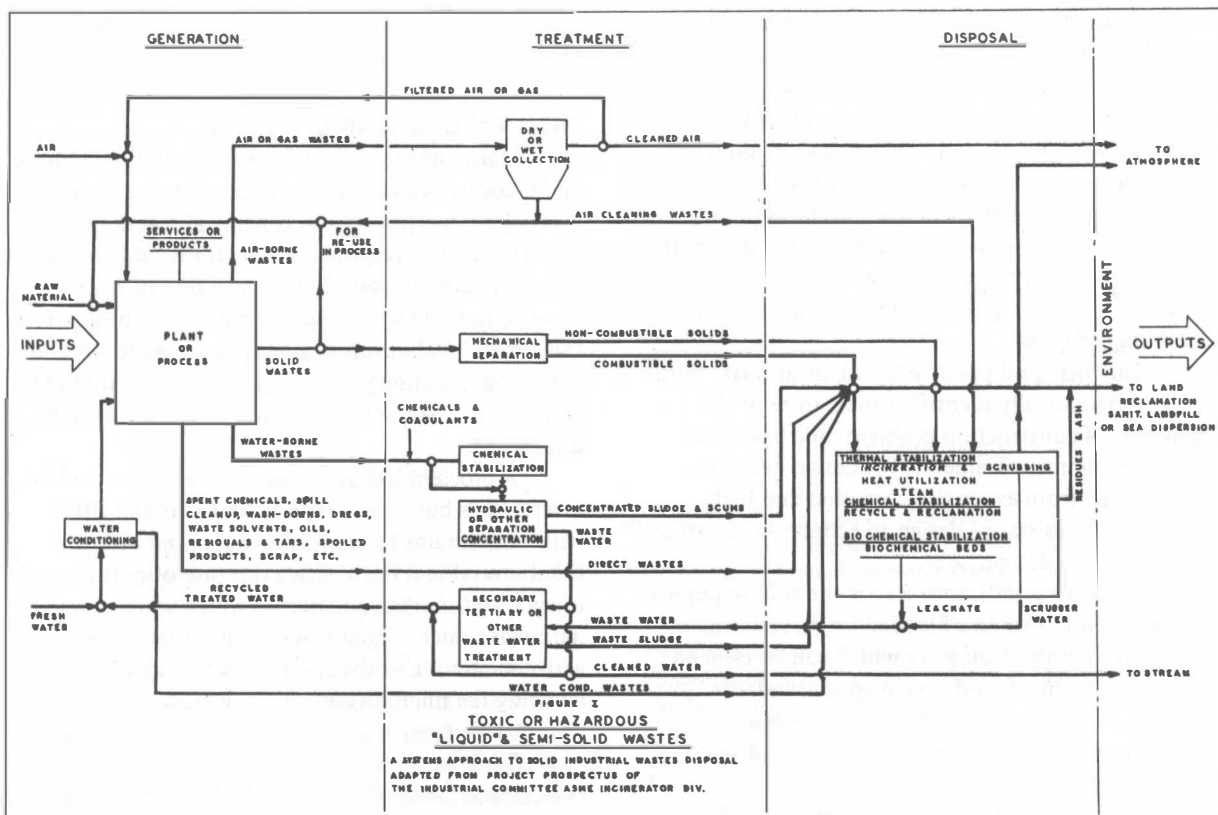 GENERATION
TREATMENT
DISPOSAL
FILTERED AIR OR GAS
AIR
AIR OR GAS WASTES
DRY
OR
WET
COLLECTION
CLEANED AIR
TO
ATMOSPHERE
SERVICES OR
PRODUCTS
AIR-BORNE
WASTES
FOR
RE-USE
IN PROCESS
AIR CLEANING WASTES
RAW
MATERIAL
INPUTS
PLANT
OR
PROCESS
SOLID
WASTES
MECHANICAL
SEPARATION
NON-COMBUSTIBLE SOLIDS
COMBUSTIBLE SOLIDS
ENVIRONMENT
OUTPUTS
TO LAND
RECLAMATION
SANIT. LANDFILL
OR SEA DISPERSION
CHEMICALS &
COAGULANTS
WATER-BORNE
WASTES
CHEMICAL
STABILIZATION
HYDRAULIC
OR OTHER
SEPARATION
CONCENTRATION
CONCENTRATED SLUDGE & SCUMS
WASTE
WATER
THERMAL STABILIZATION
INCINERATION & SCRUBBING
HEAT UTILIZATION
STEAM
CHEMICAL STABILIZATION
RECYCLE & RECLAMATION
BIO CHEMICAL STABILIZATION
BIOCHEMICAL BEDS
RESIDUES & ASH
SPENT CHEMICALS, SPILL
CLEANUP, WASH-DOWNS, DREGS,
WASTE SOLVENTS, OILS,
RESIDUALS & TARS, SPOILED
PRODUCTS, SCRAP, ETC.
WATER
CONDITIONING
DIRECT WASTES
RECYCLED
TREATED WATER
FRESH
WATER
SECONDARY
TERTIARY OR
OTHER
WASTE WATER
TREATMENT
WASTE WATER
WASTE SLUDGE
LEACHATE
SCRUBBER
WATER
CLEANED WATER
TO STREAM
WATER COND. WASTES
FIGURE I
TOXIC OR HAZARDOUS
"LIQUID" & SEMI-SOLID WASTES
A SYSTEMS APPROACH TO SOLID INDUSTRIAL WASTES DISPOSAL
ADAPTED FROM PROJECT PROSPECTUS OF
THE INDUSTRIAL COMMITTEE ASME INCIRERATOR DIV.